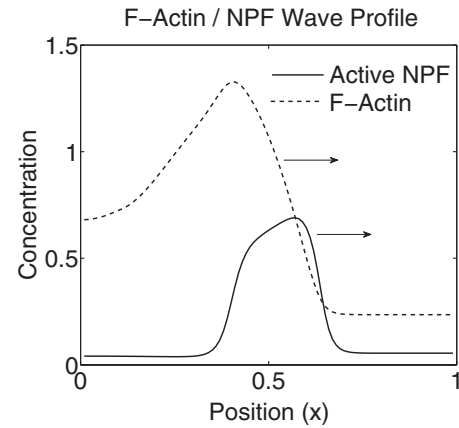 F−Actin / NPF Wave Profile
1.5
Active NPF
F−Actin
1
Concentration
0.5
0
0
0.5
1
Position (x)